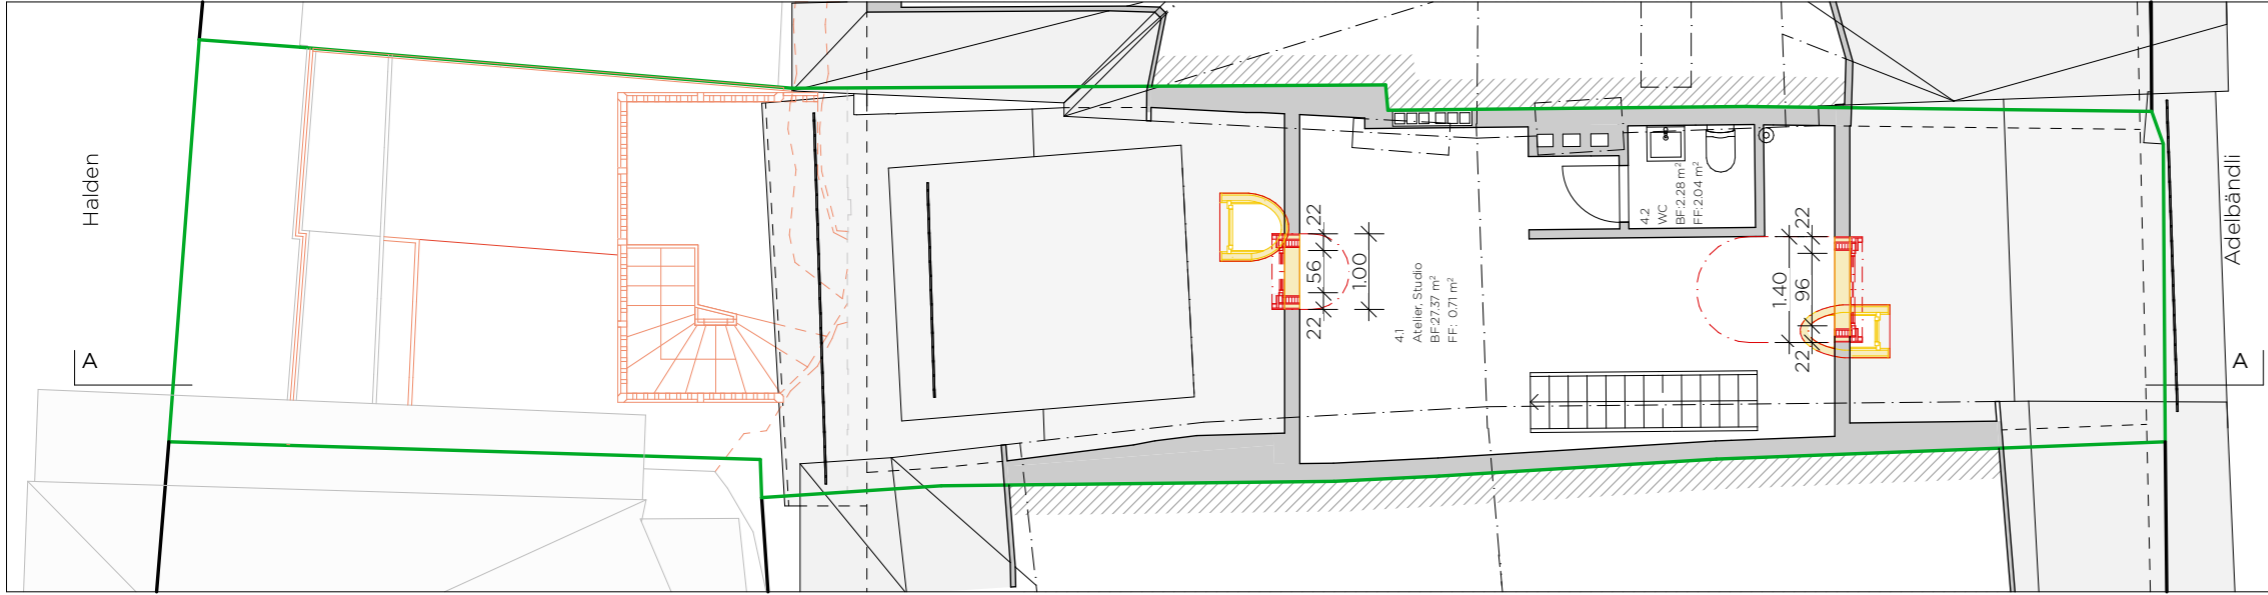 Halden
A
22
56
22
1.00
4.1
Atelier, Studio
BF:27.37 m²
FF: 0.71 m²
4.2
WC
BF:2.28 m²
FF:2.04 m²
22
1.40
96
22
Adelbändli
A